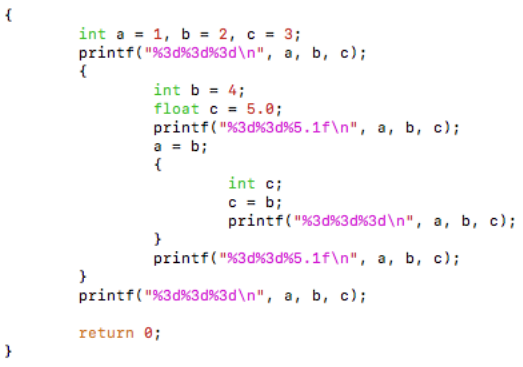 {
int a = 1, b = 2, c = 3;
printf("%3d%3d%3d\n", a, b, c);
{
int b = 4;
float c = 5.0;
printf("%3d%3d%5.1f\n", a, b, c);
a = b;
{
int c;
c = b;
printf("%3d%3d%3d\n", a, b, c);
}
printf("%3d%3d%5.1f\n", a, b, c);
}
printf("%3d%3d%3d\n", a, b, c);
return 0;
}